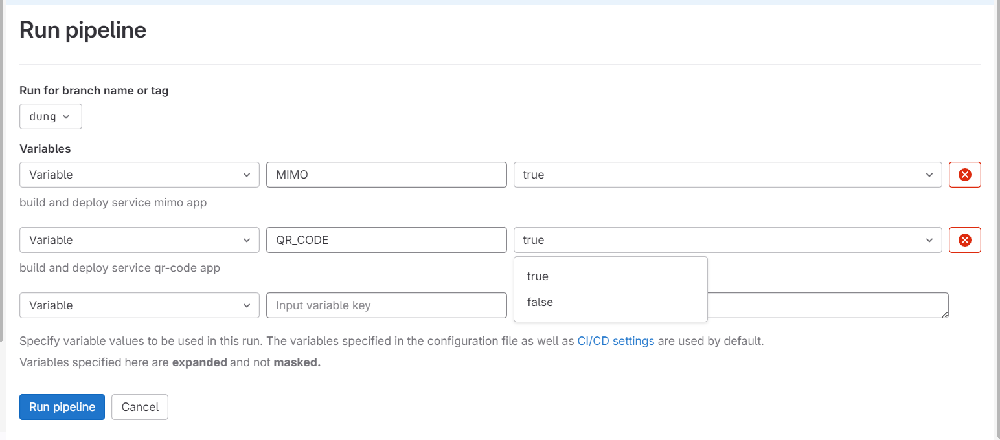 Run pipeline
Run for branch name or tag
dung
Variables
Variable MIMO true
build and deploy service mimo app
Variable QR_CODE true
build and deploy service qr-code app
true
false
Variable Input variable key
Specify variable values to be used in this run. The variables specified in the configuration file as well as CI/CD settings are used by default.
Variables specified here are expanded and not masked.
Run pipeline Cancel